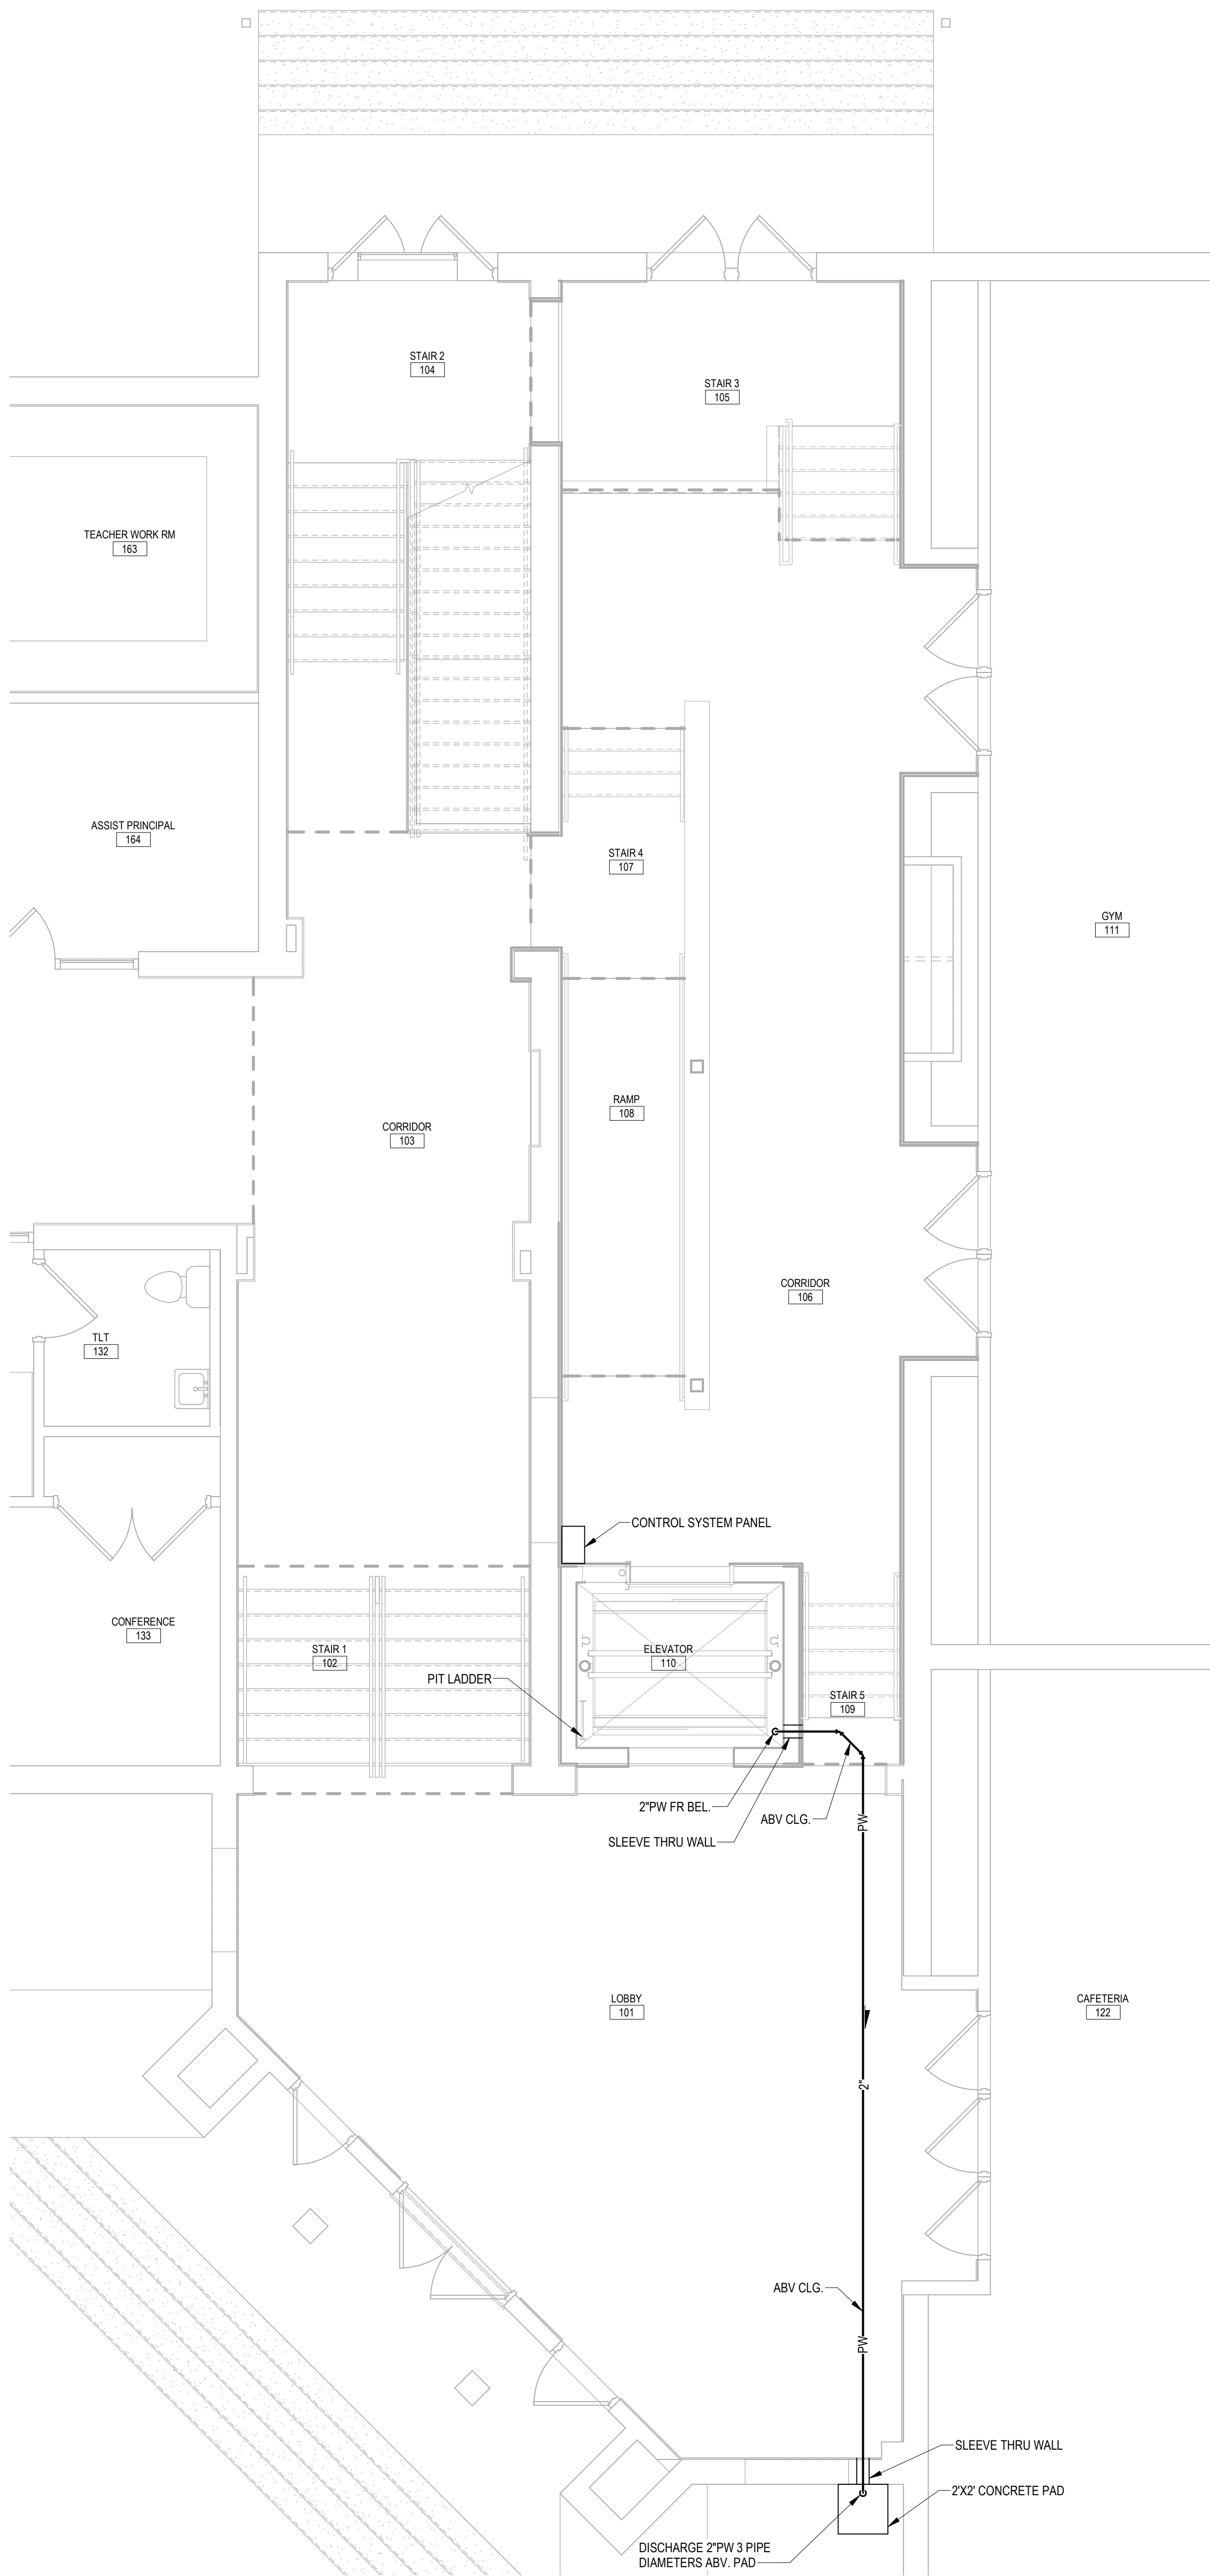 STAIR 2
104
STAIR 3
105
TEACHER WORK RM
163
ASSIST PRINCIPAL
164
STAIR 4
107
GYM
111
RAMP
108
CORRIDOR
103
CORRIDOR
106
TLT
132
CONTROL SYSTEM PANEL
CONFERENCE
133
STAIR 1
102
ELEVATOR
110
PIT LADDER
STAIR 5
109
2"PW FR BEL.
ABV CLG.
PW
SLEEVE THRU WALL
LOBBY
101
CAFETERIA
122
2"
ABV CLG.
PW
SLEEVE THRU WALL
2'X2' CONCRETE PAD
DISCHARGE 2"PW 3 PIPE
DIAMETERS ABV. PAD